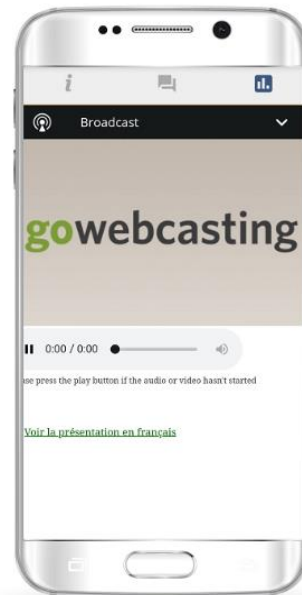 Broadcast
gowebcasting
0:00 / 0:00
se press the play button if the audio or video hasn't started
Voir la présentation en français